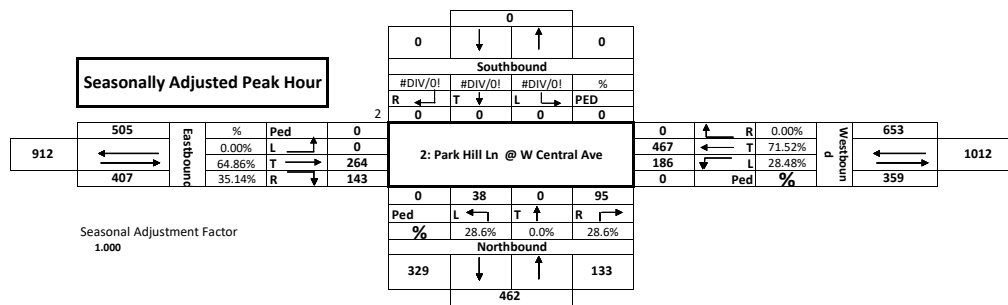 0
0 0
Southbound
Seasonally Adjusted Peak Hour
#DIV/0! #DIV/0! #DIV/0! %
R T L PED
2 0 0 0 0
505 % Ped 0 0 R 0.00% 653
912 Eastbound 0.00% L 0 467 T 71.52% Westboun d 1012
64.86% T 264 186 L 28.48%
407 35.14% R 143 0 Ped % 359
2: Park Hill Ln @ W Central Ave
0 38 0 95
Ped L T R
% 28.6% 0.0% 28.6%
Seasonal Adjustment Factor
1.000
Northbound
329 133
462